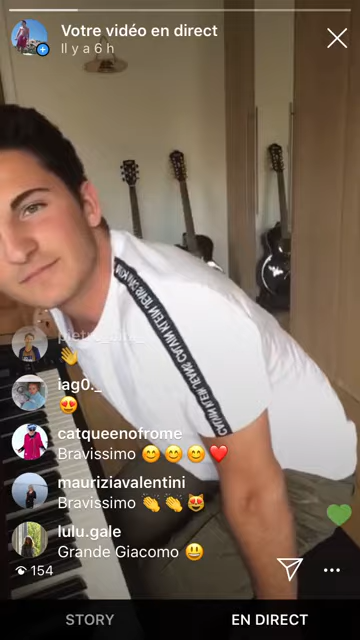 Votre vidéo en direct
Il y a 6 h
CALVIN KLEIN JEANS CALVIN KLEIN JEANS CALVIN
iag0._
😍
catqueenofrome
Bravissimo 😊😊😊❤️
mauriziavalentini
Bravissimo 👏👏😻
lulu.gale
Grande Giacomo 😃
154
STORY
EN DIRECT